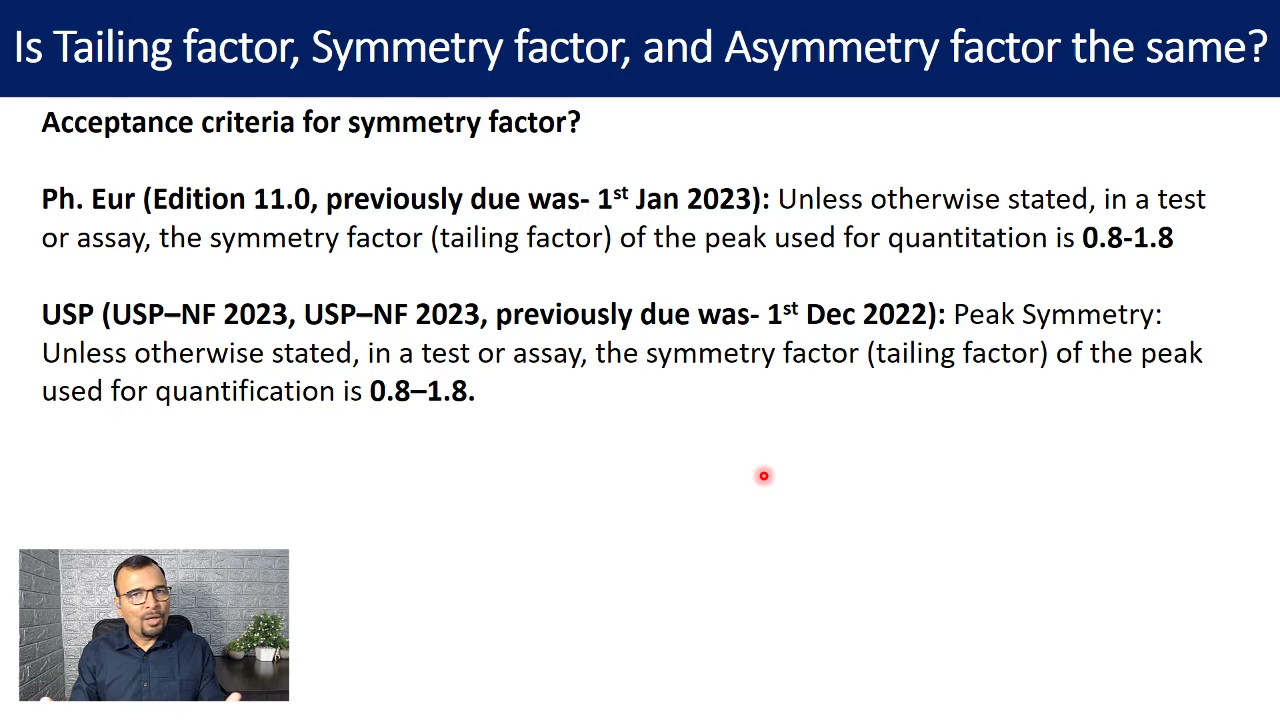 Is Tailing factor, Symmetry factor, and Asymmetry factor the same?
Acceptance criteria for symmetry factor?
Ph. Eur (Edition 11.0, previously due was- 1st Jan 2023): Unless otherwise stated, in a test
or assay, the symmetry factor (tailing factor) of the peak used for quantitation is 0.8-1.8
USP (USP–NF 2023, USP–NF 2023, previously due was- 1st Dec 2022): Peak Symmetry:
Unless otherwise stated, in a test or assay, the symmetry factor (tailing factor) of the peak
used for quantification is 0.8–1.8.